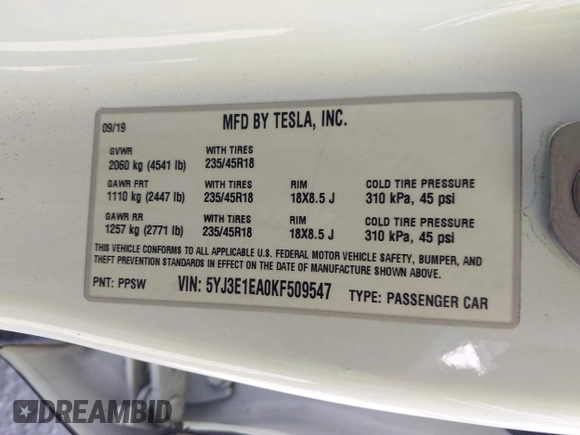 09/19 MFD BY TESLA, INC.
GVWR WITH TIRES
2060 kg (4541 lb) 235/45R18
GAWR FRT WITH TIRES RIM COLD TIRE PRESSURE
1110 kg (2447 lb) 235/45R18 18X8.5 J 310 kPa, 45 psi
GAWR RR WITH TIRES RIM COLD TIRE PRESSURE
1257 kg (2771 lb) 235/45R18 18X8.5 J 310 kPa, 45 psi
THIS VEHICLE CONFORMS TO ALL APPLICABLE U.S. FEDERAL MOTOR VEHICLE SAFETY, BUMPER, AND
THEFT PREVENTION STANDARDS IN EFFECT ON THE DATE OF MANUFACTURE SHOWN ABOVE.
PNT: PPSW VIN: 5YJ3E1EA0KF509547 TYPE: PASSENGER CAR
DREAMBID